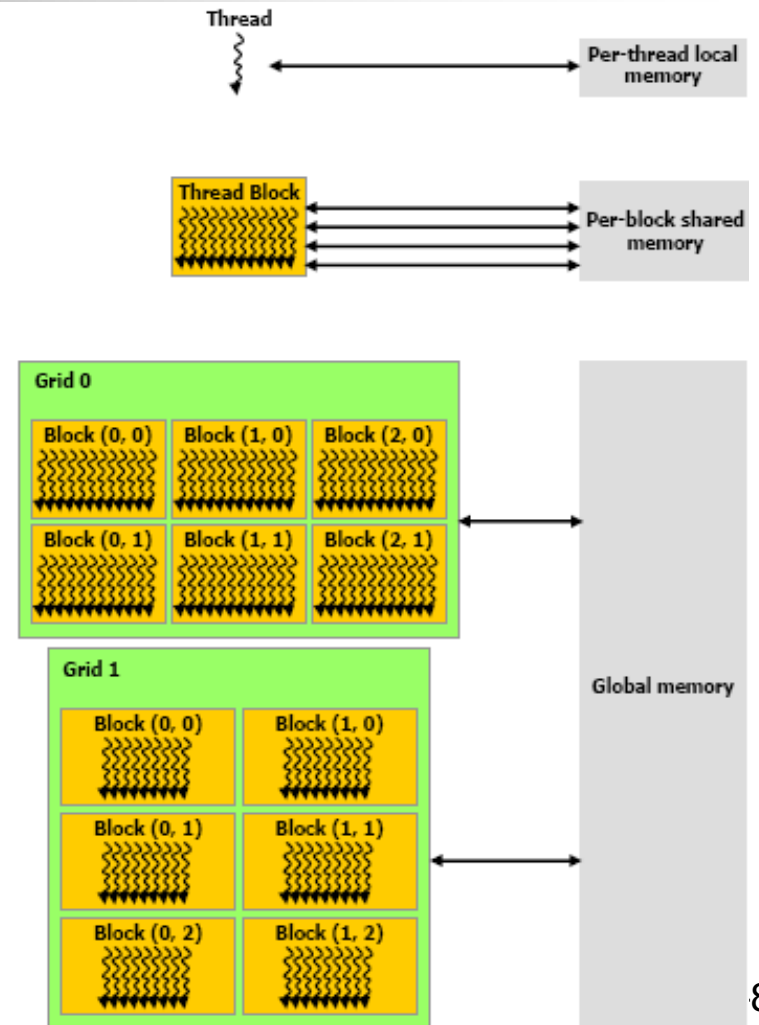 Thread
Per-thread local
memory
Thread Block
Per-block shared
memory
Grid 0
Block (0, 0) Block (1, 0) Block (2, 0)
Block (0, 1) Block (1, 1) Block (2, 1)
Global memory
Grid 1
Block (0, 0) Block (1, 0)
Block (0, 1) Block (1, 1)
Block (0, 2) Block (1, 2)